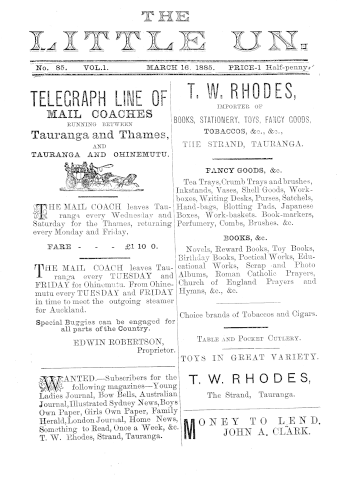 THE
LITTLE UN.
No. 85. VOL.1. MARCH 16. 1885. PRICE-1 Half-penny
TELEGRAPH LINE OF
MAIL COACHES
RUNNING BETWEEN
Tauranga and Thames,
AND
TAURANGA AND OHINEMUTU.
THE MAIL COACH leaves Tau-
ranga every Wednesday and
Saturday for the Thames, returning
every Monday and Friday.
FARE - - - £1 10 0.
THE MAIL COACH leaves Tau-
ranga every TUESDAY and
FRIDAY for Ohinemutu. From Ohine-
mutu every TUESDAY and FRIDAY
in time to meet the outgoing steamer
for Auckland.
Special Buggies can be engaged for
all parts of the Country.
EDWIN ROBERTSON,
Proprietor.
WANTED.—Subscribers for the
following magazines—Young
Ladies Journal, Bow Bells, Australian
Journal, Illustrated Sydney News, Boys
Own Paper, Girls Own Paper, Family
Herald, London Journal, Home News,
Something to Read, Once a Week, &c.
T. W. Rhodes, Strand, Tauranga.
T. W. RHODES,
IMPORTER OF
BOOKS, STATIONERY, TOYS, FANCY GOODS,
TOBACCOS, &c., &c.,
THE STRAND, TAURANGA.
FANCY GOODS, &c.
Tea Trays, Crumb Trays and brushes,
Inkstands, Vases, Shell Goods, Work-
boxes, Writing Desks, Purses, Satchels,
Hand-bags, Blotting Pads, Japanese
Boxes, Work-baskets. Book-markers,
Perfumery, Combs, Brushes, &c.
BOOKS, &c.
Novels, Reward Books, Toy Books,
Birthday Books, Poetical Works, Edu-
cational Works, Scrap and Photo
Albums, Roman Catholic Prayers,
Church of England Prayers and
Hymns, &c., &c.
Choice brands of Tobaccos and Cigars.
TABLE AND POCKET CUTLERY.
TOYS IN GREAT VARIETY.
T. W. RHODES,
The Strand, Tauranga.
MONEY TO LEND.
JOHN A. CLARK.